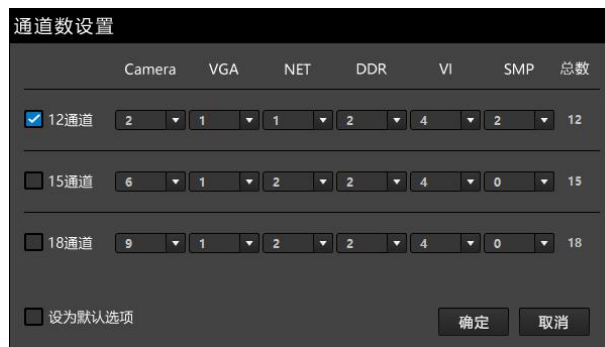 通道数设置
Camera VGA NET DDR VI SMP 总数
12通道 2 1 1 2 4 2 12
15通道 6 1 2 2 4 0 15
18通道 9 1 2 2 4 0 18
设为默认选项 确定 取消